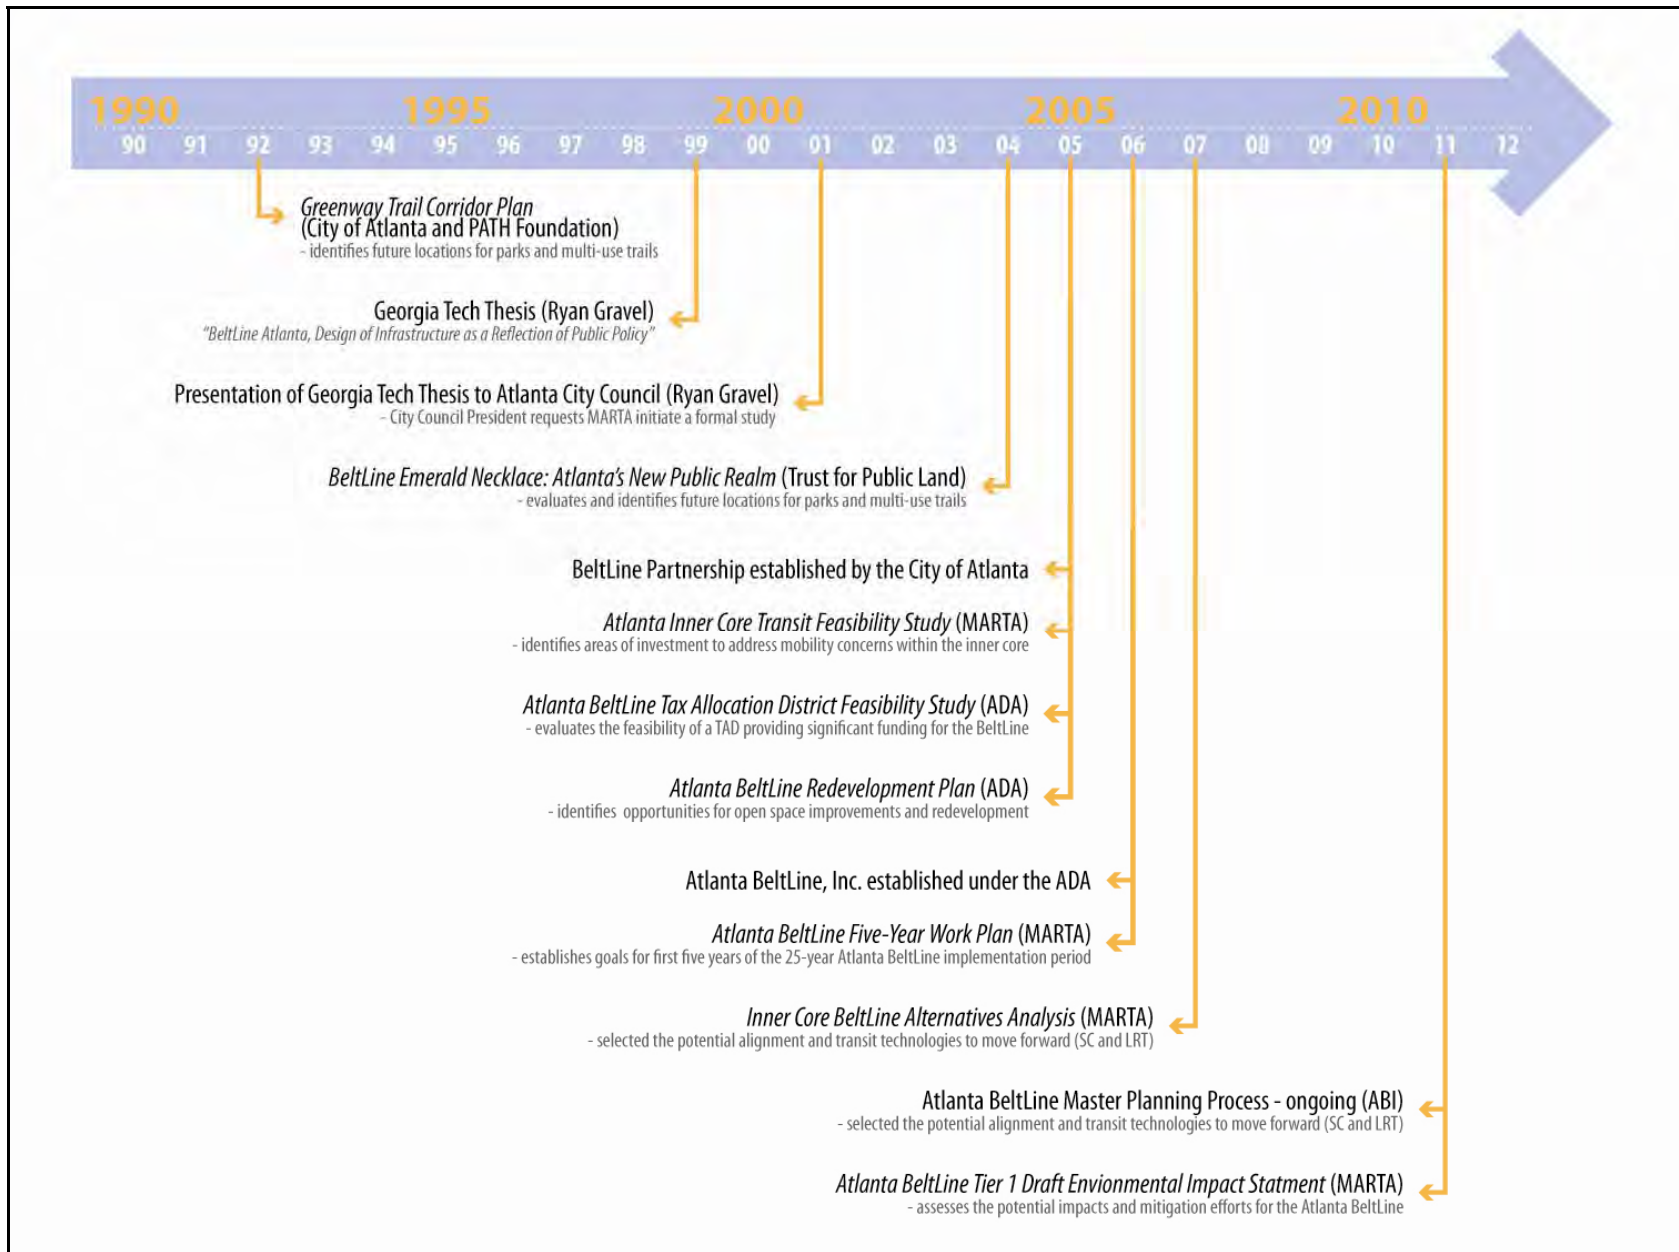 1990 1995 2000 2005 2010
90 91 92 93 94 95 96 97 98 99 00 01 02 03 04 05 06 07 08 09 10 11 12
Greenway Trail Corridor Plan
(City of Atlanta and PATH Foundation)
- identifies future locations for parks and multi-use trails
Georgia Tech Thesis (Ryan Gravel)
"BeltLine Atlanta, Design of Infrastructure as a Reflection of Public Policy"
Presentation of Georgia Tech Thesis to Atlanta City Council (Ryan Gravel)
- City Council President requests MARTA initiate a formal study
BeltLine Emerald Necklace: Atlanta's New Public Realm (Trust for Public Land)
- evaluates and identifies future locations for parks and multi-use trails
BeltLine Partnership established by the City of Atlanta
Atlanta Inner Core Transit Feasibility Study (MARTA)
- identifies areas of investment to address mobility concerns within the inner core
Atlanta BeltLine Tax Allocation District Feasibility Study (ADA)
- evaluates the feasibility of a TAD providing significant funding for the BeltLine
Atlanta BeltLine Redevelopment Plan (ADA)
- identifies opportunities for open space improvements and redevelopment
Atlanta BeltLine, Inc. established under the ADA
Atlanta BeltLine Five-Year Work Plan (MARTA)
- establishes goals for first five years of the 25-year Atlanta BeltLine implementation period
Inner Core BeltLine Alternatives Analysis (MARTA)
- selected the potential alignment and transit technologies to move forward (SC and LRT)
Atlanta BeltLine Master Planning Process - ongoing (ABI)
- selected the potential alignment and transit technologies to move forward (SC and LRT)
Atlanta BeltLine Tier 1 Draft Envionmental Impact Statment (MARTA)
- assesses the potential impacts and mitigation efforts for the Atlanta BeltLine